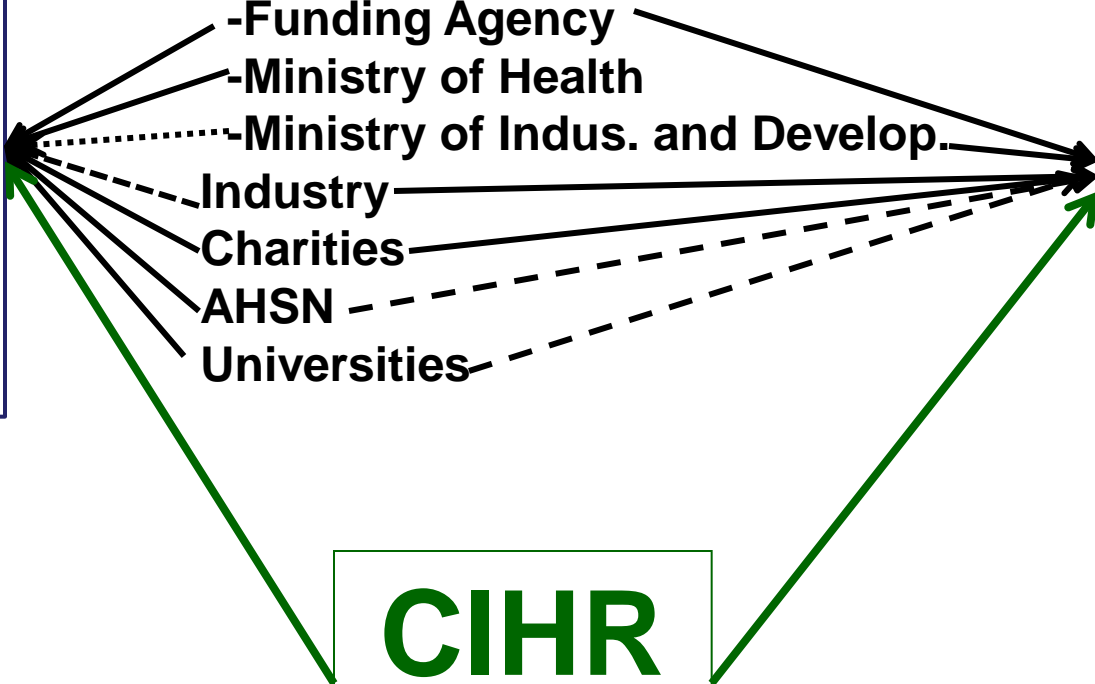 -Funding Agency
-Ministry of Health
-Ministry of Indus. and Develop.
Industry
Charities
AHSN
Universities
CIHR